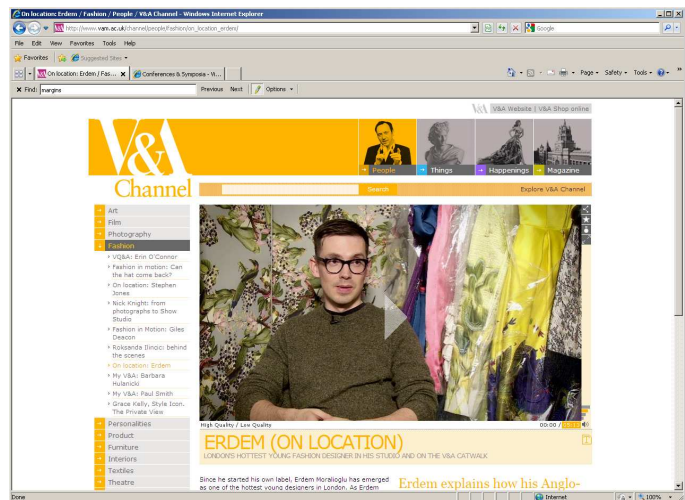 On location: Erdem / Fashion / People / V&A Channel - Windows Internet Explorer
http://www.vam.ac.uk/channel/people/fashion/on_location_erdem/
Google
File Edit View Favorites Tools Help
Favorites Suggested Sites
On location: Erdem / Fas... Conferences & Symposia - V...
Page Safety Tools
Find: margins Previous Next Options
V&A Website | V&A Shop online
V&A
Channel
People Things Happenings Magazine
Search Explore V&A Channel
Art
Film
Photography
Fashion
VQ&A: Erin O'Connor
Fashion in motion: Can
the hat come back?
On location: Stephen
Jones
Nick Knight: from
photographs to Show
Studio
Fashion in Motion: Giles
Deacon
Roksanda Ilincic: behind
the scenes
On location: Erdem
My V&A: Barbara
Hulanicki
My V&A: Paul Smith
Grace Kelly, Style Icon.
The Private View
Personalities
Product
Furniture
Interiors
Textiles
Theatre
High Quality / Low Quality 00:00 /
ERDEM (ON LOCATION)
LONDON'S HOTTEST YOUNG FASHION DESIGNER IN HIS STUDIO AND ON THE V&A CATWALK
Since he started his own label, Erdem Moralioglu has emerged
as one of the hottest young designers in London. As Erdem
Erdem explains how his Anglo-
Done Internet 100%